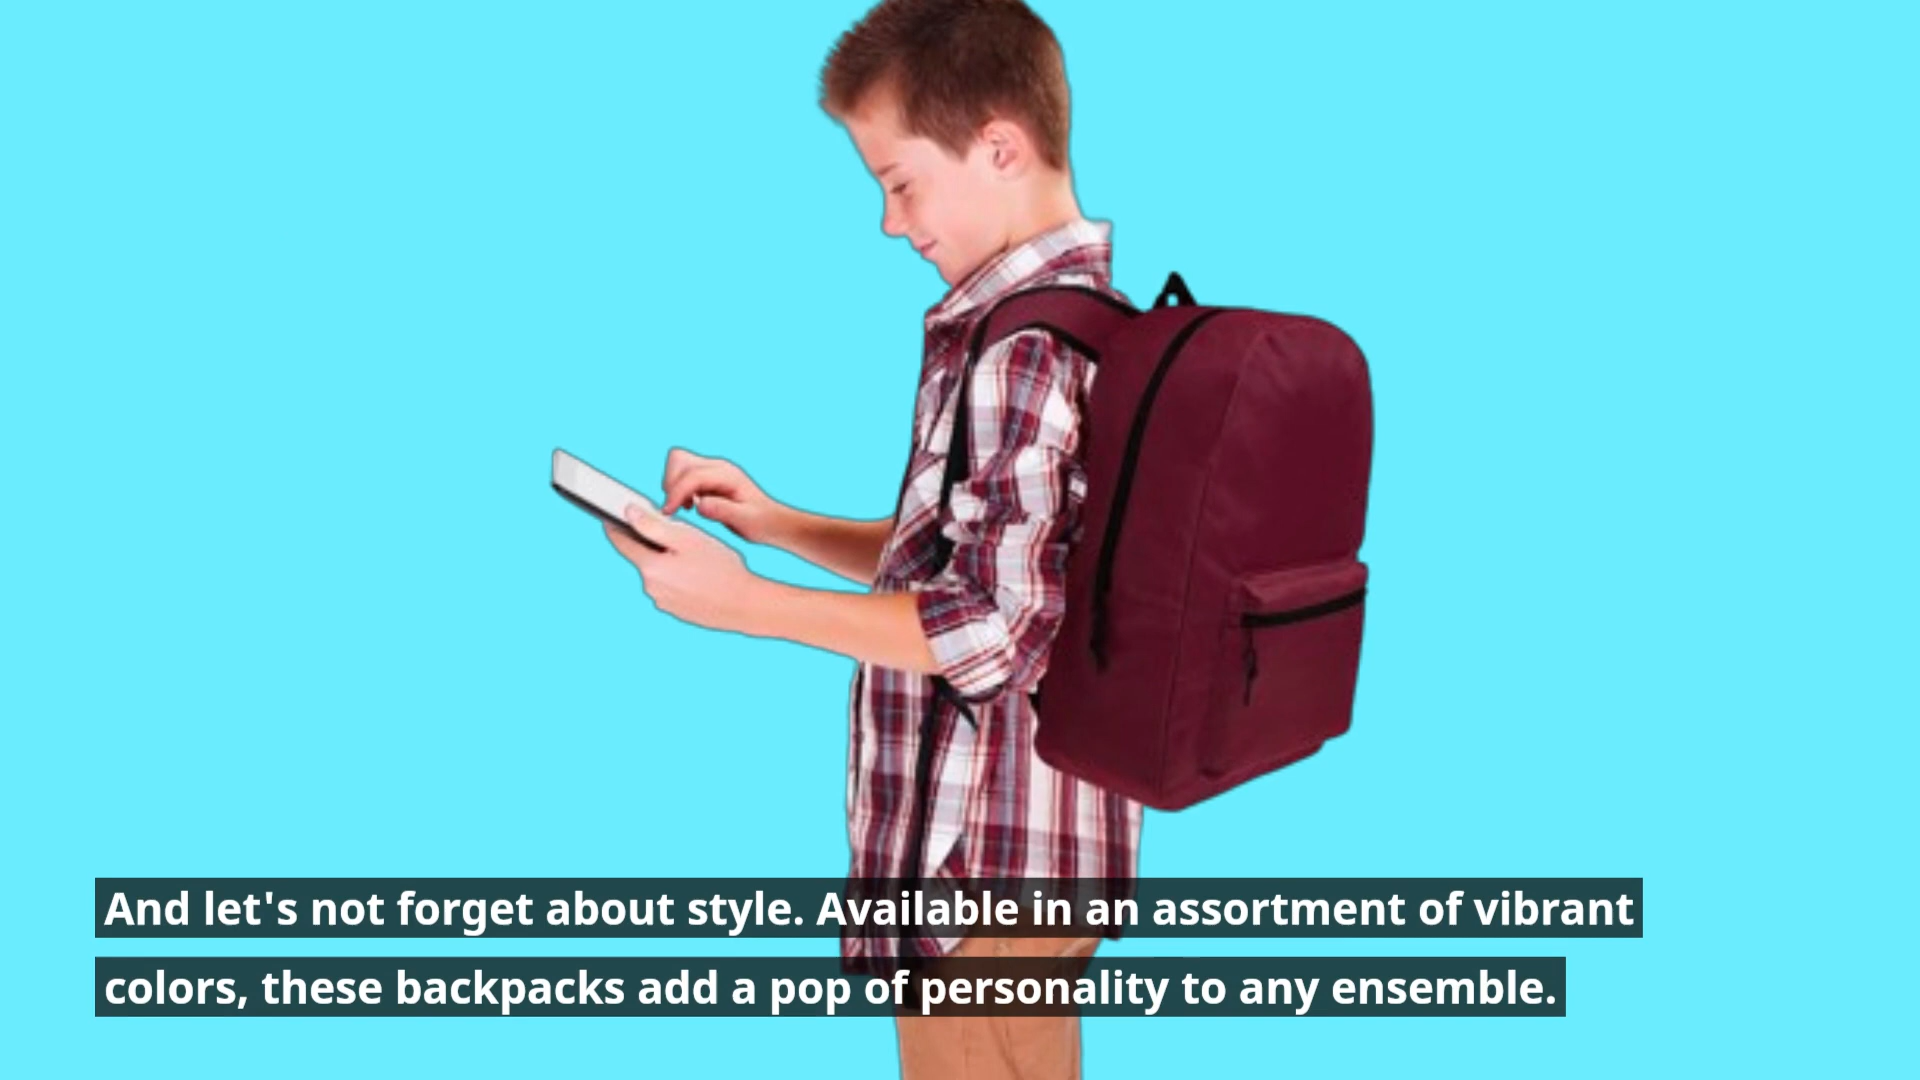 And let's not forget about style. Available in an assortment of vibrant
colors, these backpacks add a pop of personality to any ensemble.